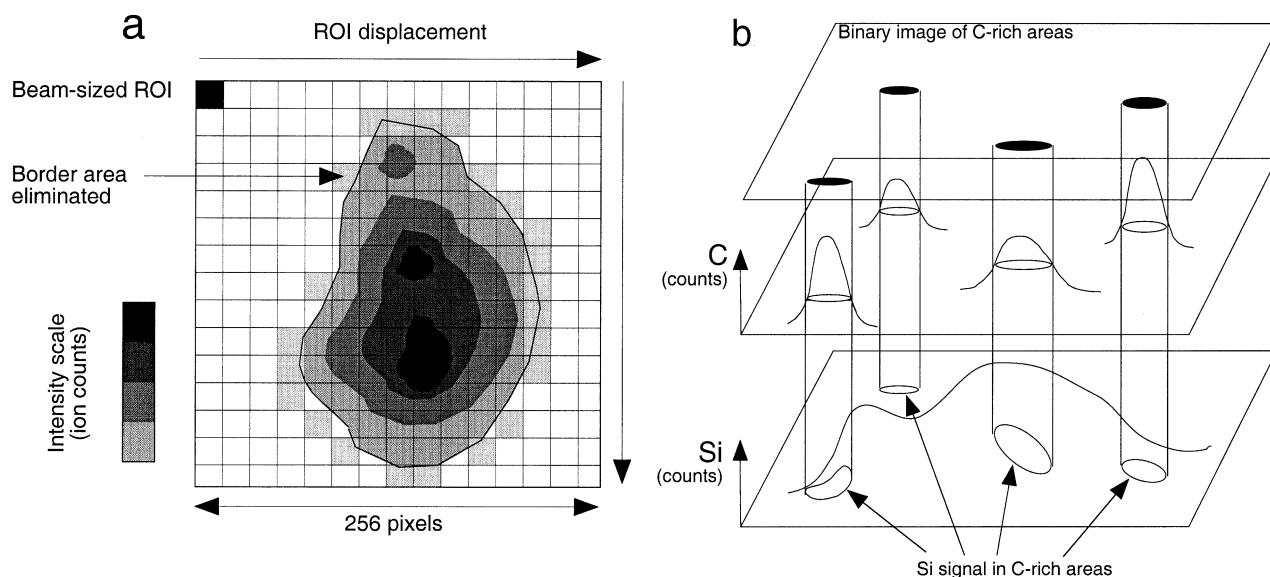 a
ROI displacement
Beam-sized ROI
Border area
eliminated
Intensity scale
(ion counts)
256 pixels
b
Binary image of C-rich areas
C
(counts)
Si
(counts)
Si signal in C-rich areas